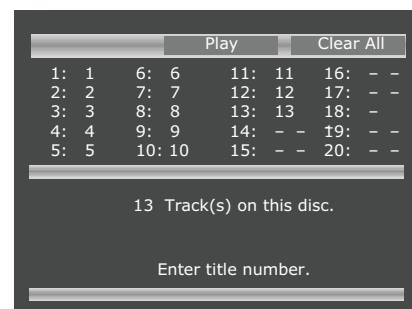 Play Clear All
1: 1 6: 6 11: 11 16: – –
2: 2 7: 7 12: 12 17: – –
3: 3 8: 8 13: 13 18: –
4: 4 9: 9 14: – – 19: – –
5: 5 10: 10 15: – – 20: – –
13 Track(s) on this disc.
Enter title number.